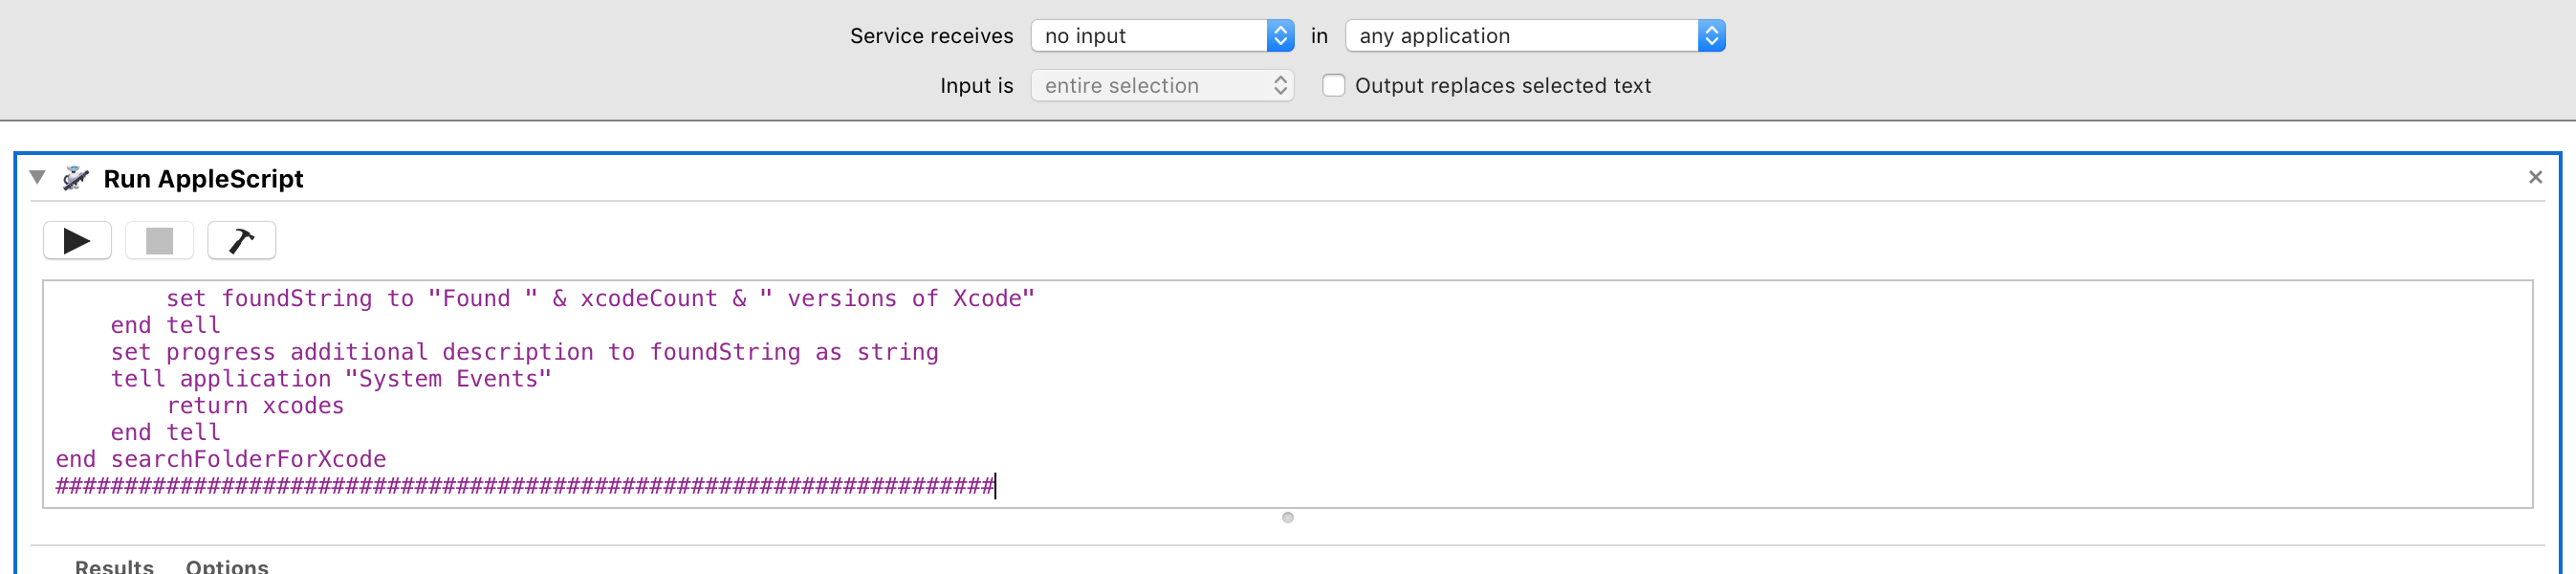 Service receives no input in any application
Input is entire selection Output replaces selected text
Run AppleScript
set foundString to "Found " & xcodeCount & " versions of Xcode"
end tell
set progress additional description to foundString as string
tell application "System Events"
return xcodes
end tell
end searchFolderForXcode
####################################################################
Results Options